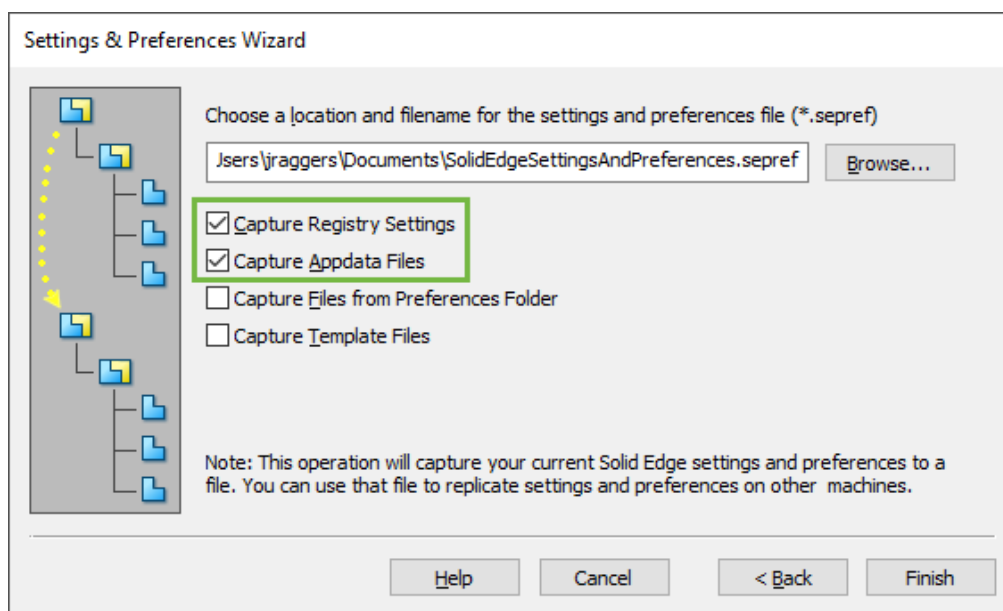 Settings & Preferences Wizard
Choose a location and filename for the settings and preferences file (*.sepref)
Jsers\jraggers\Documents\SolidEdgeSettingsAndPreferences.sepref
Browse...
Capture Registry Settings
Capture Appdata Files
Capture Files from Preferences Folder
Capture Template Files
Note: This operation will capture your current Solid Edge settings and preferences to a
file. You can use that file to replicate settings and preferences on other machines.
Help
Cancel
< Back
Finish